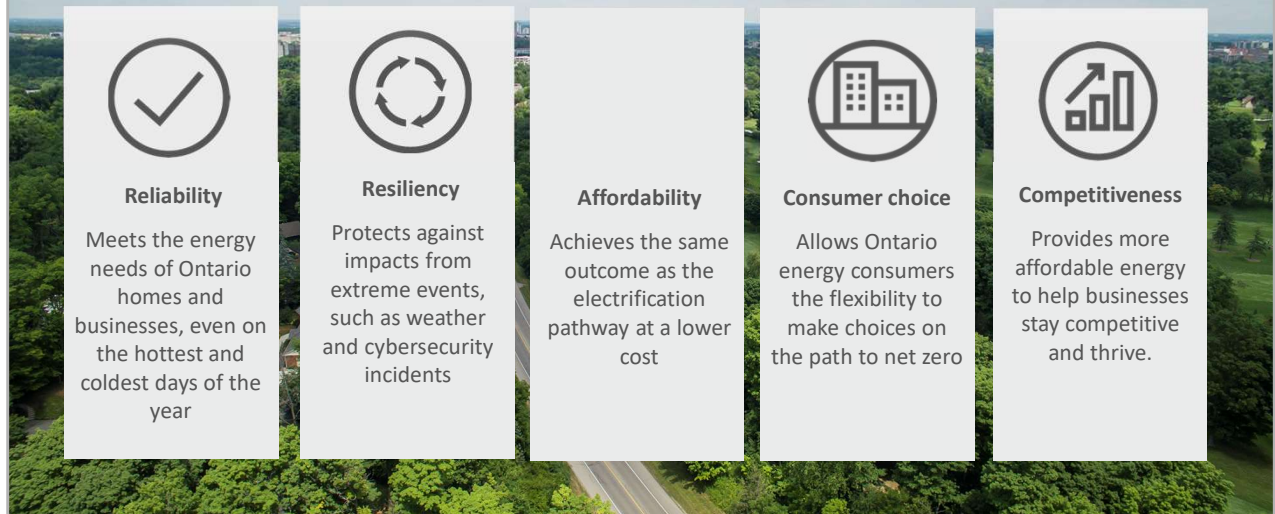 Reliability
Meets the energy
needs of Ontario
homes and
businesses, even on
the hottest and
coldest days of the
year
Resiliency
Protects against
impacts from
extreme events,
such as weather
and cybersecurity
incidents
Affordability
Achieves the same
outcome as the
electrification
pathway at a lower
cost
Consumer choice
Allows Ontario
energy consumers
the flexibility to
make choices on
the path to net zero
Competitiveness
Provides more
affordable energy
to help businesses
stay competitive
and thrive.